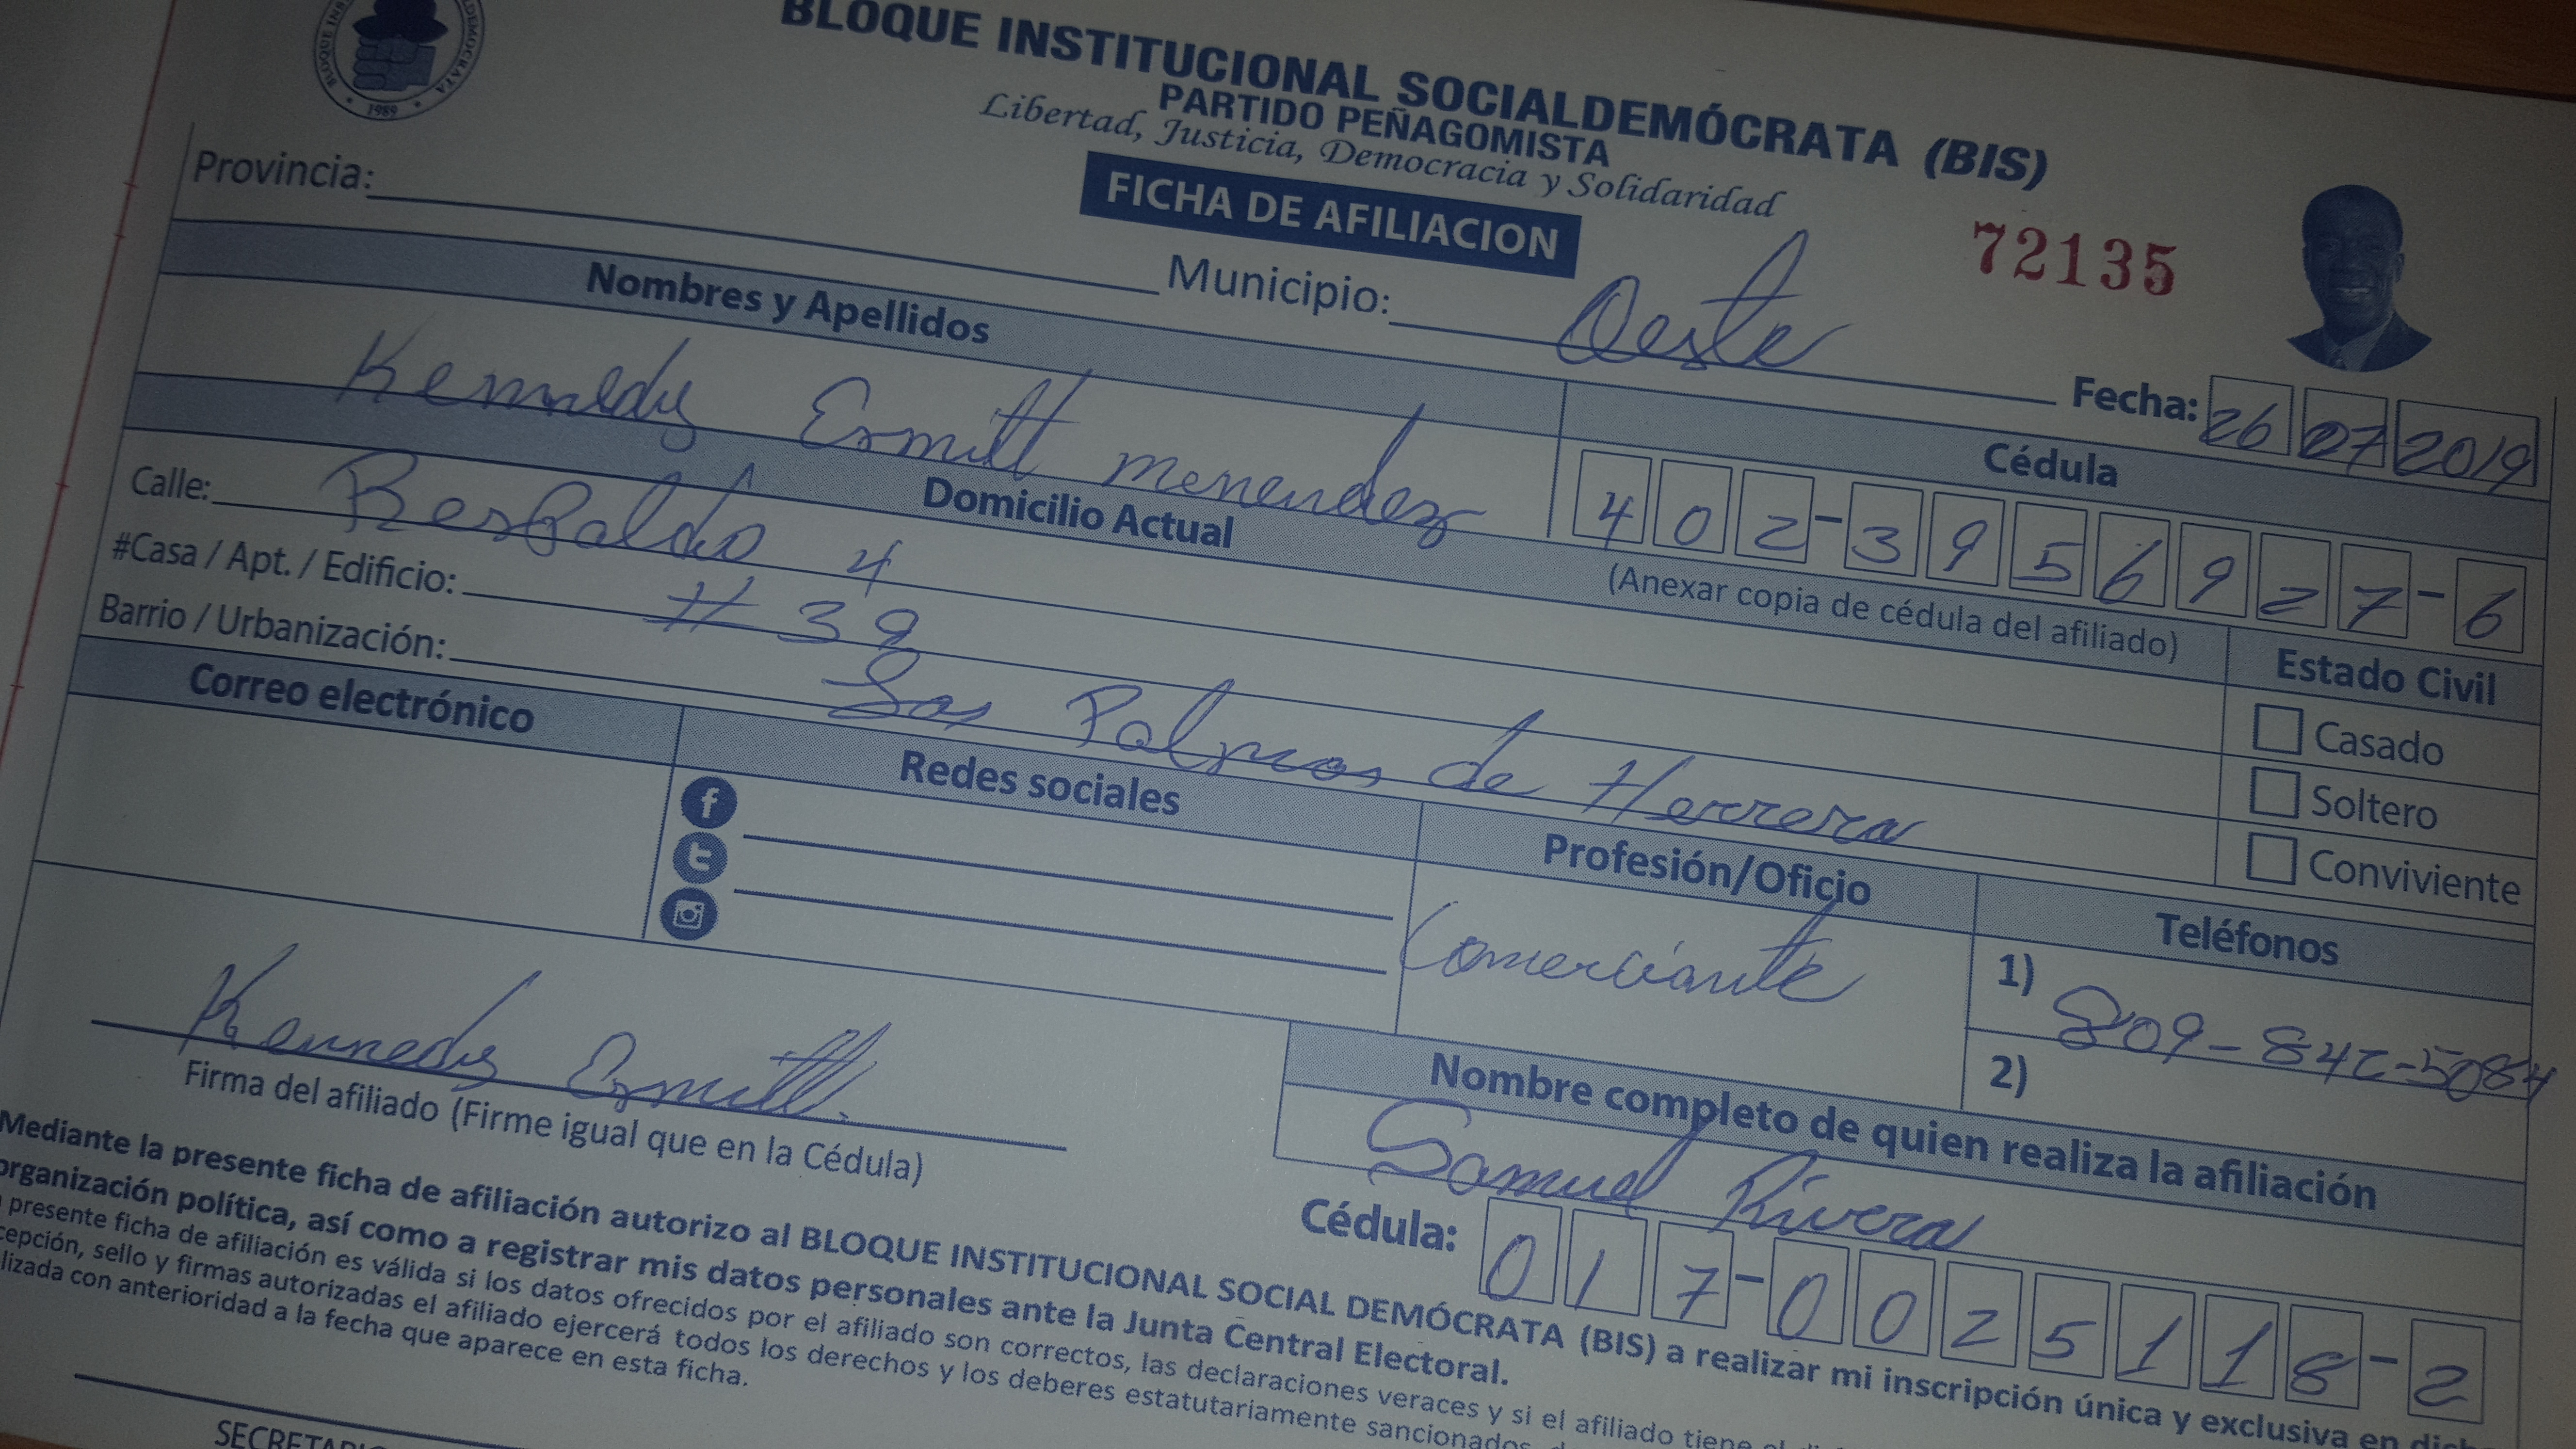 BLOQUE INSTITUCIONAL SOCIALDEMÓCRATA (BIS)
PARTIDO PEÑAGOMISTA
Libertad, Justicia, Democracia y Solidaridad
1989
FICHA DE AFILIACION
72135
Provincia:
Municipio: Oeste
Fecha: 26 07 2019
Nombres y Apellidos
Cédula
Kennedy Ermitt menendez
402-3956927-6
Domicilio Actual
(Anexar copia de cédula del afiliado)
Calle: Respaldo 4
#Casa / Apt. / Edificio: # 39
Barrio / Urbanización: Las Palmas de Herrera
Estado Civil
Casado
Soltero
Conviviente
Correo electrónico
Redes sociales
Profesión/Oficio
Comerciante
Teléfonos
1) 809-842-5084
2)
Kennedy Ermitt.
Firma del afiliado (Firme igual que en la Cédula)
Nombre completo de quien realiza la afiliación
Samuel Rivera
Cédula: 017-0025118-2
Mediante la presente ficha de afiliación autorizo al BLOQUE INSTITUCIONAL SOCIAL DEMÓCRATA (BIS) a realizar mi inscripción única y exclusiva en
organización política, así como a registrar mis datos personales ante la Junta Central Electoral.
presente ficha de afiliación es válida si los datos ofrecidos por el afiliado son correctos, las declaraciones veraces y si el afiliado tiene
sello y firmas autorizadas el afiliado ejercerá todos los derechos y los deberes estatutariamente
con anterioridad a la fecha que aparece en esta ficha.